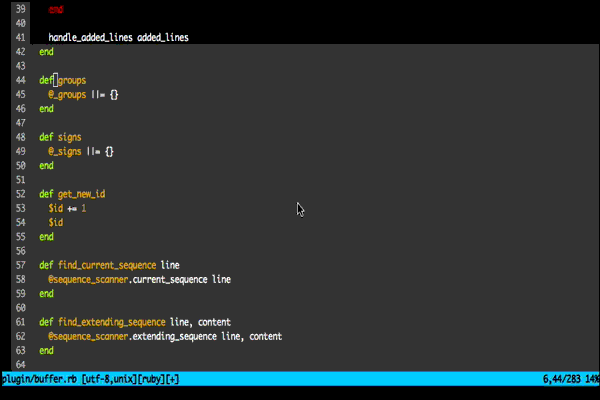 39     end
40
41     handle_added_lines added_lines
42   end
43
44   def groups
45     @_groups ||= {}
46   end
47
48   def signs
49     @_signs ||= {}
50   end
51
52   def get_new_id
53     $id += 1
54     $id
55   end
56
57   def find_current_sequence line
58     @sequence_scanner.current_sequence line
59   end
60
61   def find_extending_sequence line, content
62     @sequence_scanner.extending_sequence line, content
63   end
64
plugin/buffer.rb [utf-8,unix][ruby][+] 6,44/283 14%